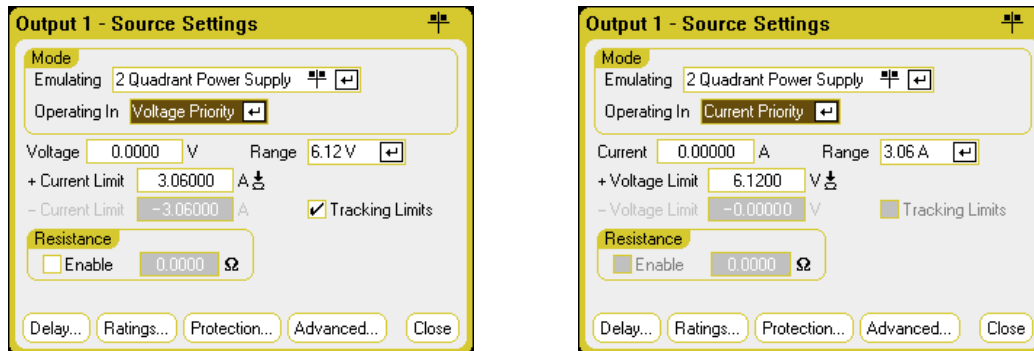 Output 1 - Source Settings
Mode
Emulating 2 Quadrant Power Supply
Operating In Voltage Priority
Voltage 0.0000 V Range 6.12 V
+ Current Limit 3.06000 A
– Current Limit −3.06000 A Tracking Limits
Resistance
Enable 0.0000 Ω
Delay... Ratings... Protection... Advanced... Close
Output 1 - Source Settings
Mode
Emulating 2 Quadrant Power Supply
Operating In Current Priority
Current 0.00000 A Range 3.06 A
+ Voltage Limit 6.1200 V
– Voltage Limit −0.00000 V Tracking Limits
Resistance
Enable 0.0000 Ω
Delay... Ratings... Protection... Advanced... Close